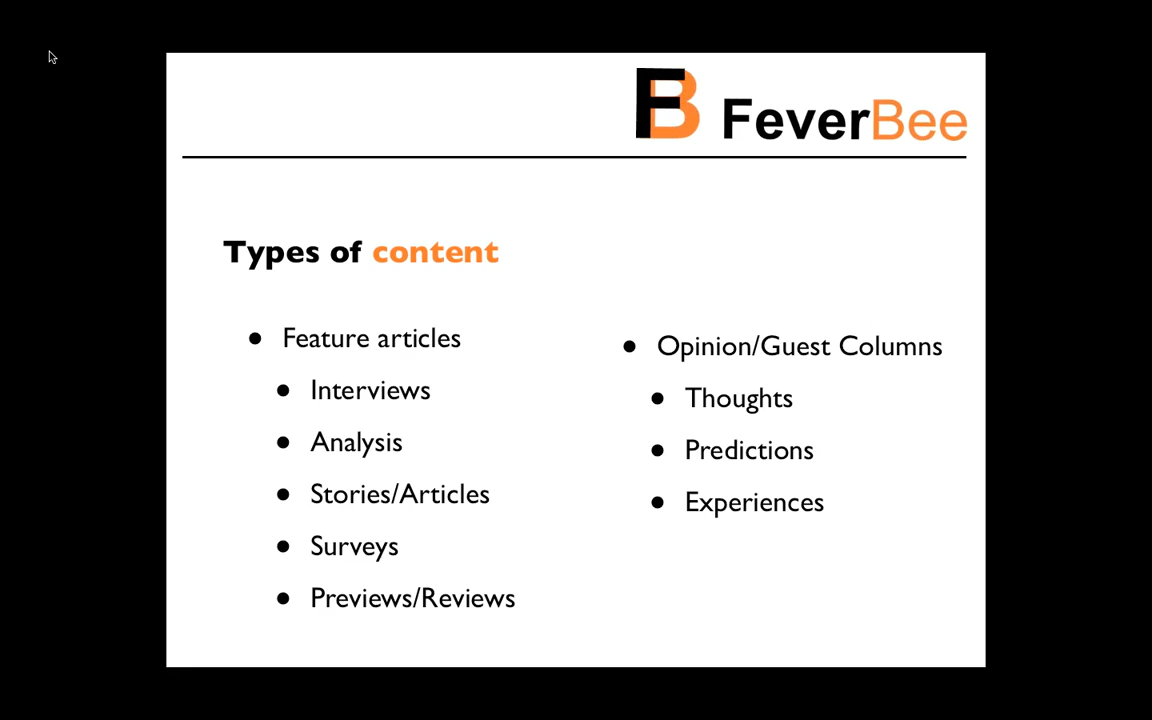 FB FeverBee
Types of content
● Feature articles
● Interviews
● Analysis
● Stories/Articles
● Surveys
● Previews/Reviews
● Opinion/Guest Columns
● Thoughts
● Predictions
● Experiences